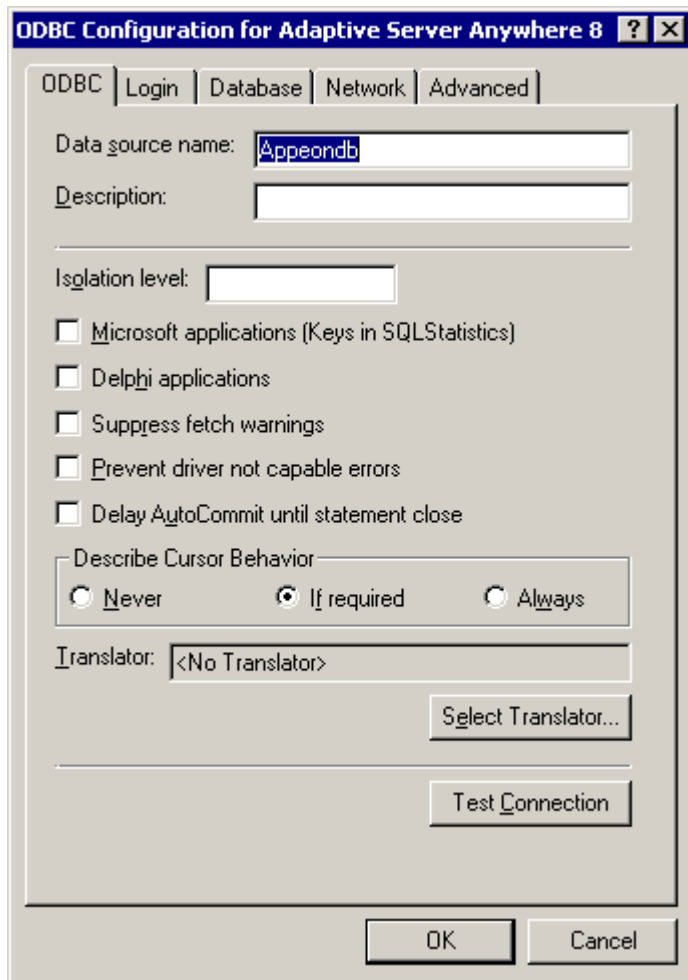 ODBC Configuration for Adaptive Server Anywhere 8
ODBC Login Database Network Advanced
Data source name: Appeondb
Description:
Isolation level:
Microsoft applications (Keys in SQLStatistics)
Delphi applications
Suppress fetch warnings
Prevent driver not capable errors
Delay AutoCommit until statement close
Describe Cursor Behavior
Never If required Always
Translator: <No Translator>
Select Translator...
Test Connection
OK Cancel